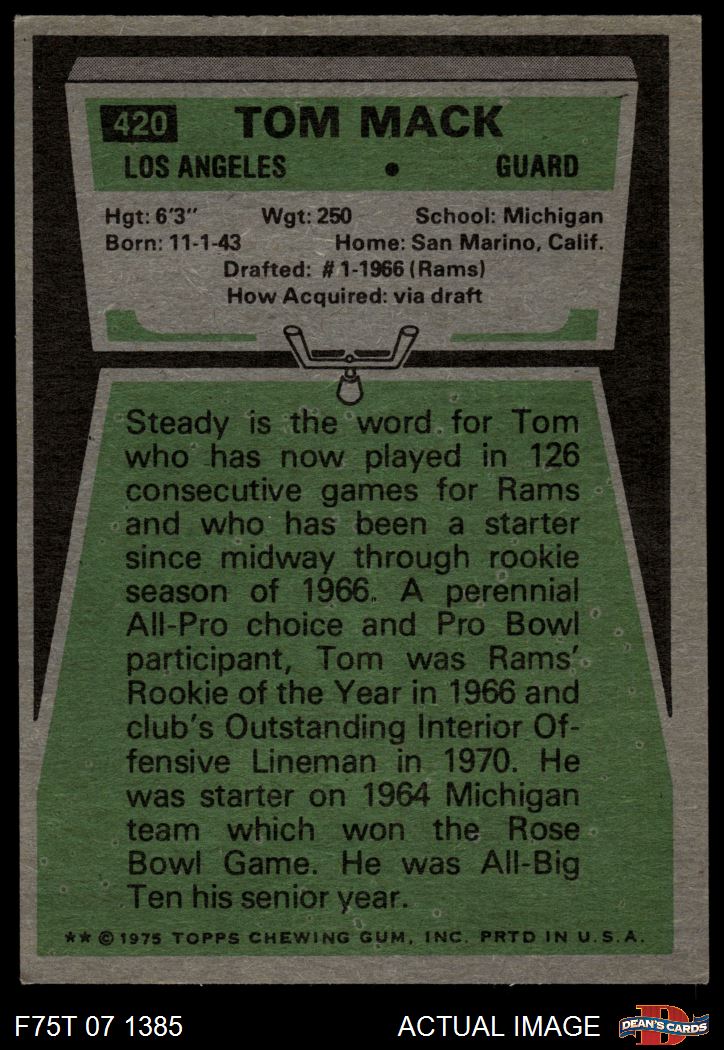 420 TOM MACK
LOS ANGELES • GUARD
Hgt: 6'3" Wgt: 250 School: Michigan
Born: 11-1-43 Home: San Marino, Calif.
Drafted: #1-1966 (Rams)
How Acquired: via draft
Steady is the word for Tom
who has now played in 126
consecutive games for Rams
and who has been a starter
since midway through rookie
season of 1966. A perennial
All-Pro choice and Pro Bowl
participant, Tom was Rams'
Rookie of the Year in 1966 and
club's Outstanding Interior Of-
fensive Lineman in 1970. He
was starter on 1964 Michigan
team which won the Rose
Bowl Game. He was All-Big
Ten his senior year.
** © 1975 TOPPS CHEWING GUM, INC. PRTD IN U.S.A.
F75T 07 1385 ACTUAL IMAGE D DEAN'S CARDS